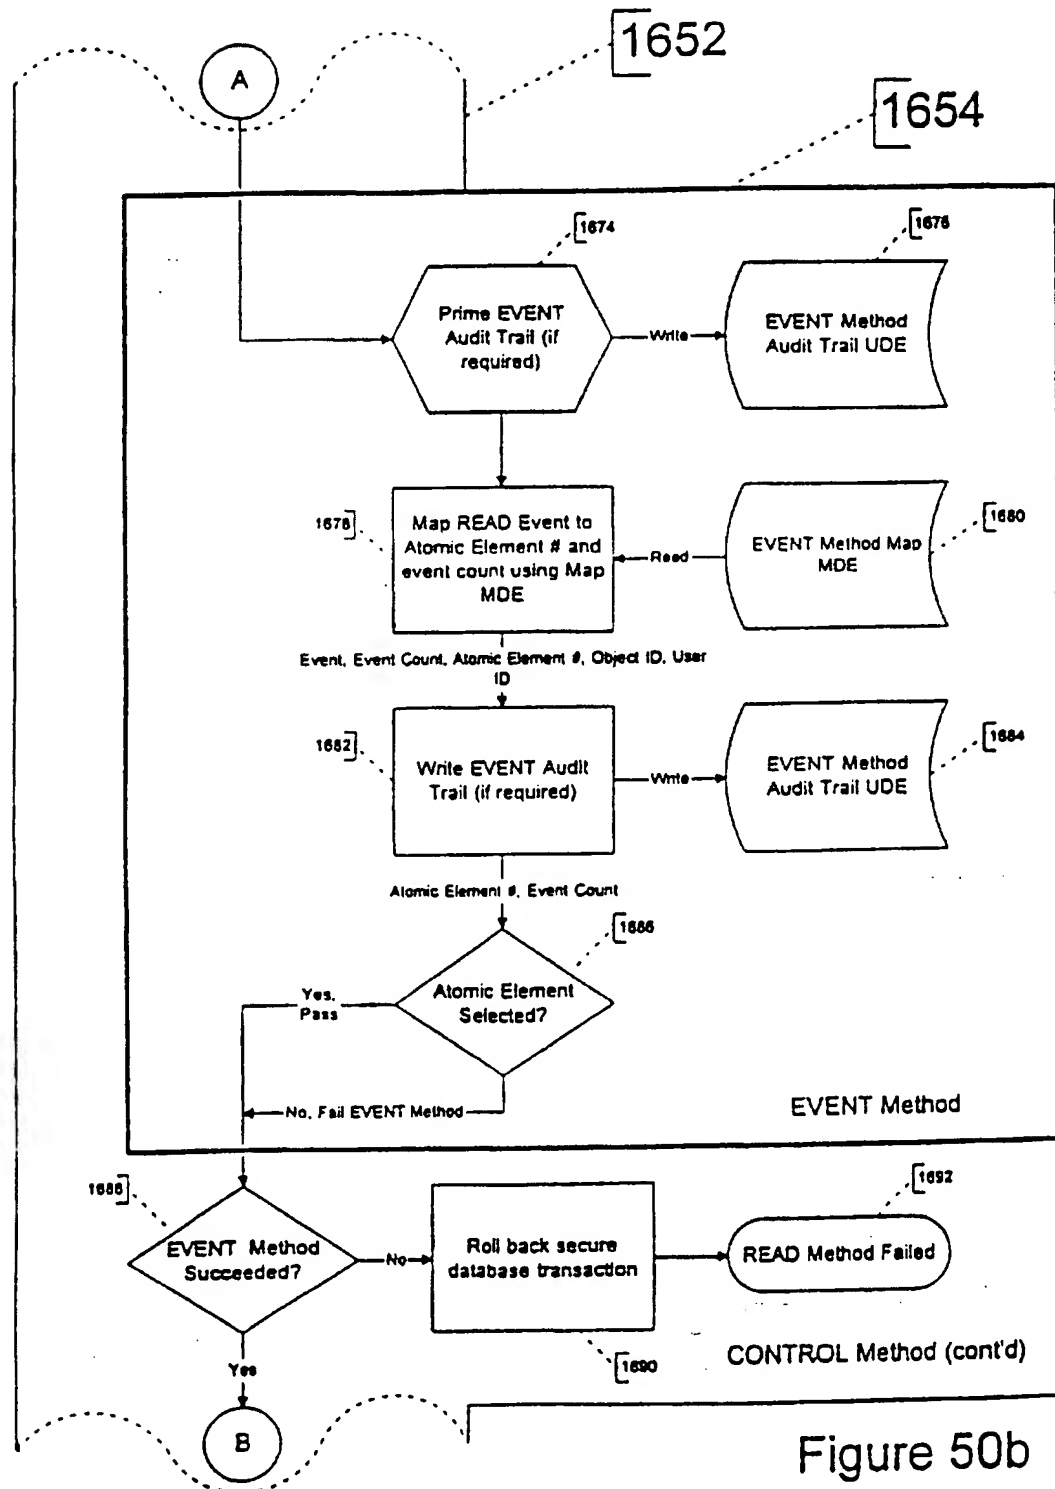 1652
A
1654
1674
1676
Prime EVENT
Audit Trail (if
required)
Write
EVENT Method
Audit Trail UDE
1678
Map READ Event to
Atomic Element # and
event count using Map
MDE
Read
EVENT Method Map
MDE
1680
Event, Event Count, Atomic Element #, Object ID, User
ID
1682
Write EVENT Audit
Trail (if required)
Write
EVENT Method
Audit Trail UDE
1684
Atomic Element #, Event Count
1686
Yes,
Pass
Atomic Element
Selected?
No, Fail EVENT Method
EVENT Method
1688
EVENT Method
Succeeded?
No
Roll back secure
database transaction
1692
READ Method Failed
Yes
1690
CONTROL Method (cont'd)
B
Figure 50b